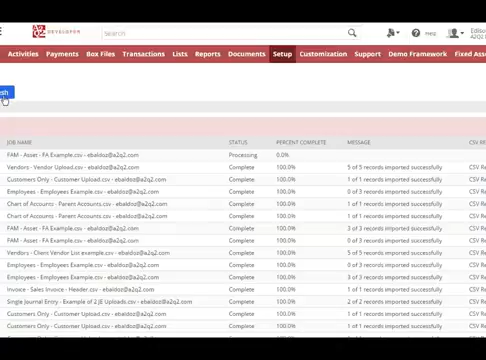 A2Q2 DEVELOPER Search Help Edison
A2Q2
Activities Payments Box Files Transactions Lists Reports Documents Setup Customization Support Demo Framework Fixed Ass
esh
JOB NAME STATUS PERCENT COMPLETE MESSAGE CSV RE
FAM - Asset - FA Example.csv - ebaldoz@a2q2.com Processing 0.0%
Vendors - Vendor Upload.csv - ebaldoz@a2q2.com Complete 100.0% 5 of 5 records imported successfully CSV Re
Customers Only - Customer Upload.csv - ebaldoz@a2q2.com Complete 100.0% 1 of 1 records imported successfully CSV Re
Employees - Employees Example.csv - ebaldoz@a2q2.com Complete 100.0% 0 of 3 records imported successfully CSV Re
Chart of Accounts - Parent Accounts.csv - ebaldoz@a2q2.com Complete 100.0% 1 of 1 records imported successfully CSV Re
Chart of Accounts - Parent Accounts.csv - ebaldoz@a2q2.com Complete 100.0% 0 of 1 records imported successfully CSV Re
FAM - Asset - FA Example.csv - ebaldoz@a2q2.com Complete 100.0% 3 of 3 records imported successfully CSV Re
FAM - Asset - FA Example.csv - ebaldoz@a2q2.com Complete 100.0% 0 of 3 records imported successfully CSV Re
Vendors - Client Vendor List example.csv - ebaldoz@a2q2.com Complete 100.0% 5 of 5 records imported successfully CSV Re
Employees - Employees Example.csv - ebaldoz@a2q2.com Complete 100.0% 0 of 3 records imported successfully CSV Re
Employees - Employees Example.csv - ebaldoz@a2q2.com Complete 100.0% 3 of 3 records imported successfully CSV Re
Invoice - Sales Invoice - Header.csv - ebaldoz@a2q2.com Complete 100.0% 1 of 1 records imported successfully CSV Re
Single Journal Entry - Example of 2 JE Uploads.csv - ebaldoz@a2q2.com Complete 100.0% 2 of 2 records imported successfully CSV Re
Customers Only - Customer Upload.csv - ebaldoz@a2q2.com Complete 100.0% 1 of 1 records imported successfully CSV Re
Customers Only - Customer Upload.csv - ebaldoz@a2q2.com Complete 100.0% 0 of 1 records imported successfully CSV Re